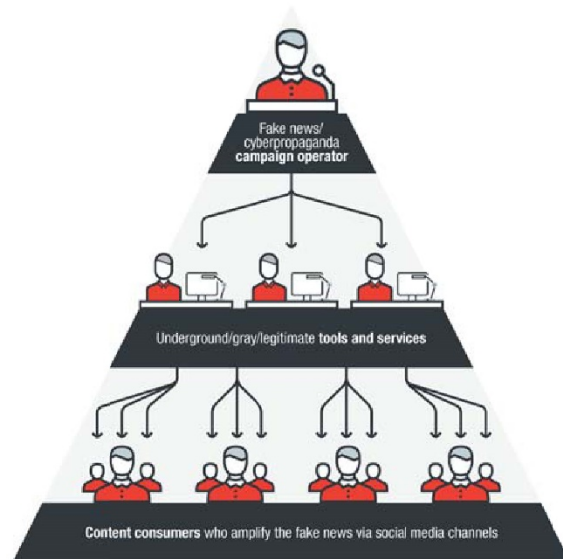 Fake news/
cyberpropaganda
campaign operator
Underground/gray/legitimate tools and services
Content consumers who amplify the fake news via social media channels